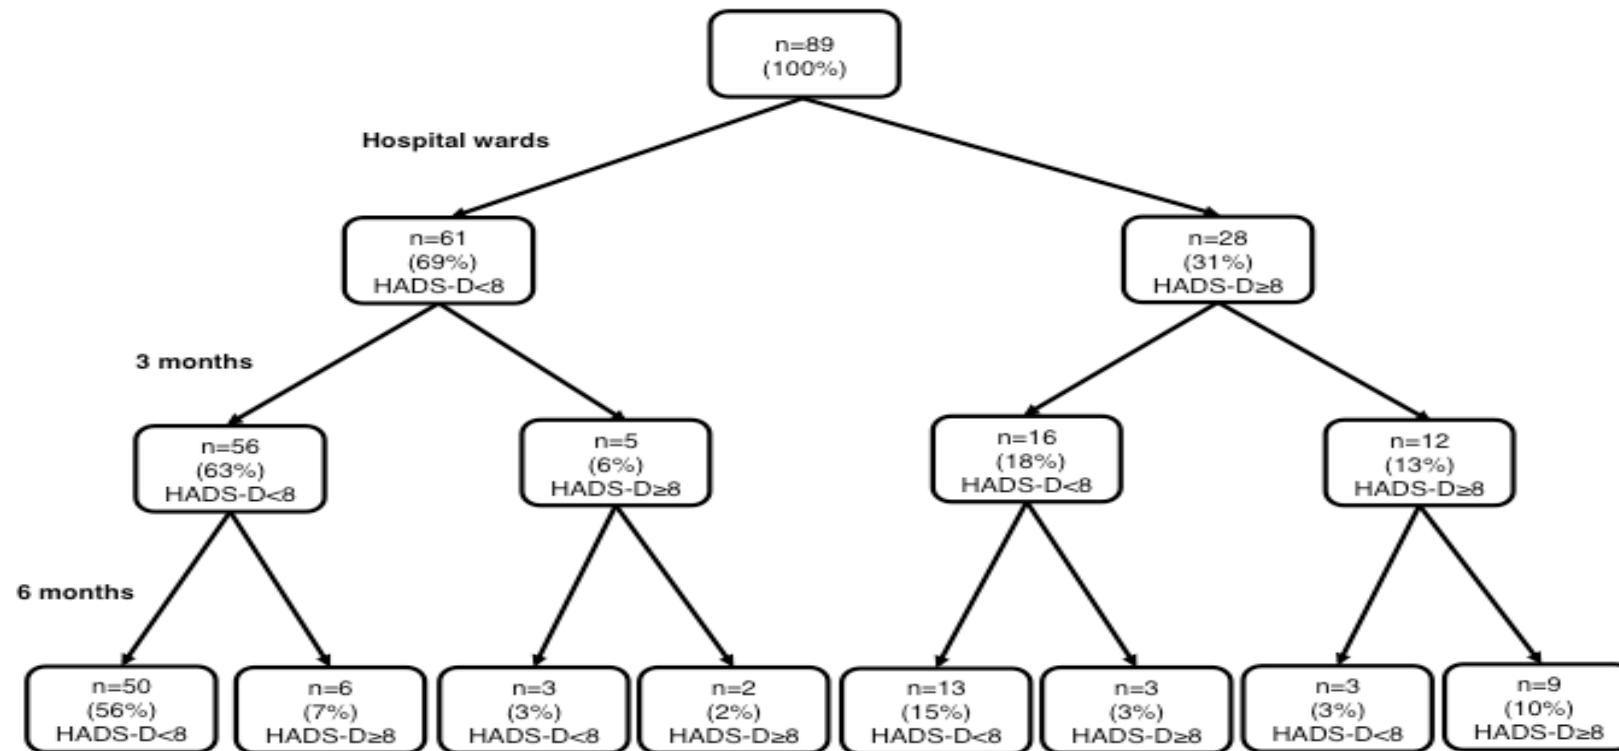 n=89
(100%)
Hospital wards
n=61
(69%)
HADS-D<8
n=28
(31%)
HADS-D≥8
3 months
n=56
(63%)
HADS-D<8
n=5
(6%)
HADS-D≥8
n=16
(18%)
HADS-D<8
n=12
(13%)
HADS-D≥8
6 months
n=50
(56%)
HADS-D<8
n=6
(7%)
HADS-D≥8
n=3
(3%)
HADS-D<8
n=2
(2%)
HADS-D≥8
n=13
(15%)
HADS-D<8
n=3
(3%)
HADS-D≥8
n=3
(3%)
HADS-D<8
n=9
(10%)
HADS-D≥8